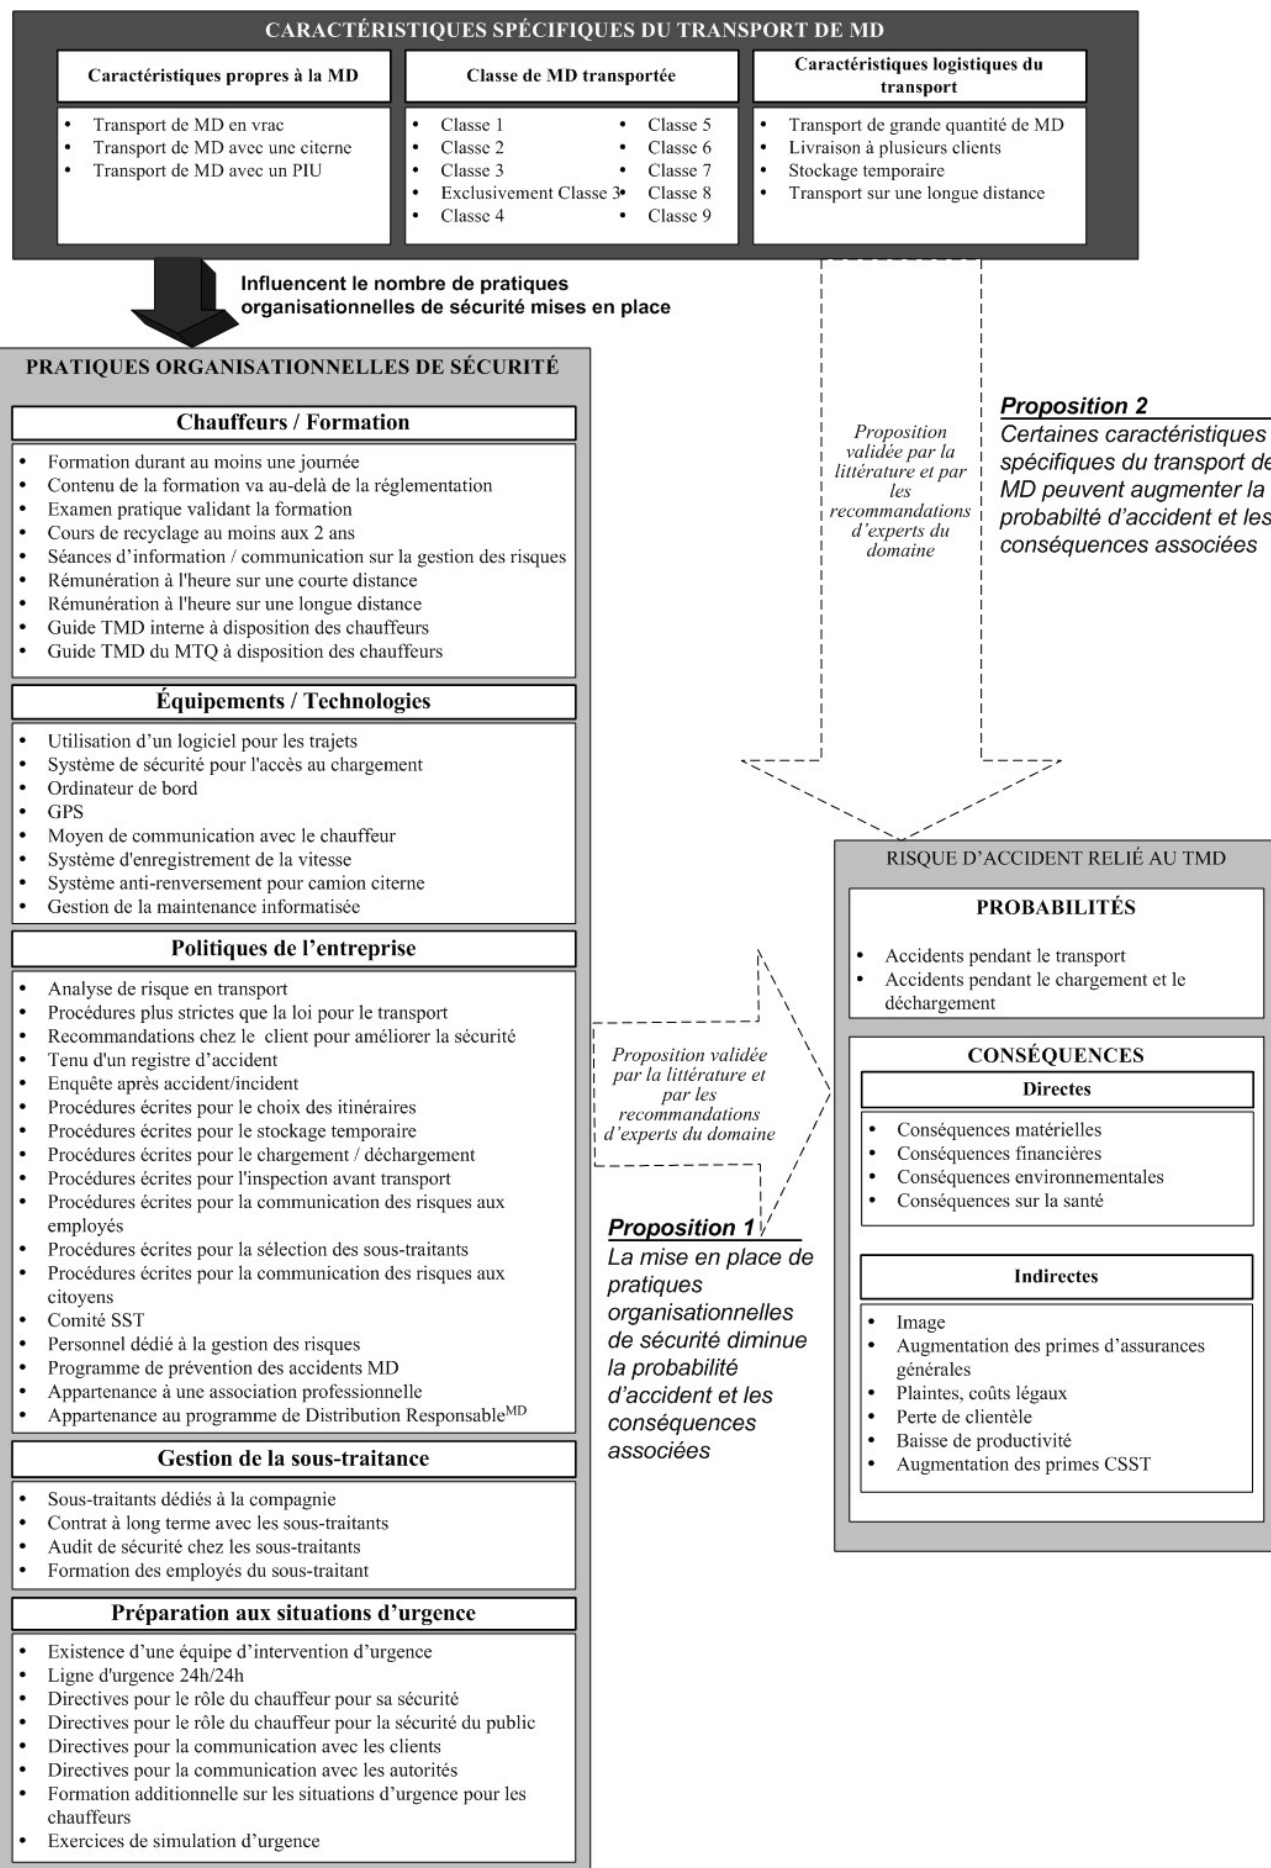 CARACTÉRISTIQUES SPÉCIFIQUES DU TRANSPORT DE MD
Caractéristiques propres à la MD
• Transport de MD en vrac
• Transport de MD avec une citerne
• Transport de MD avec un PIU
Classe de MD transportée
• Classe 1
• Classe 2
• Classe 3
• Exclusivement Classe 3
• Classe 4
• Classe 5
• Classe 6
• Classe 7
• Classe 8
• Classe 9
Caractéristiques logistiques du
transport
• Transport de grande quantité de MD
• Livraison à plusieurs clients
• Stockage temporaire
• Transport sur une longue distance
Influencent le nombre de pratiques
organisationnelles de sécurité mises en place
PRATIQUES ORGANISATIONNELLES DE SÉCURITÉ
Chauffeurs / Formation
• Formation durant au moins une journée
• Contenu de la formation va au-delà de la réglementation
• Examen pratique validant la formation
• Cours de recyclage au moins aux 2 ans
• Séances d’information / communication sur la gestion des risques
• Rémunération à l'heure sur une courte distance
• Rémunération à l'heure sur une longue distance
• Guide TMD interne à disposition des chauffeurs
• Guide TMD du MTQ à disposition des chauffeurs
Équipements / Technologies
• Utilisation d’un logiciel pour les trajets
• Système de sécurité pour l'accès au chargement
• Ordinateur de bord
• GPS
• Moyen de communication avec le chauffeur
• Système d'enregistrement de la vitesse
• Système anti-renversement pour camion citerne
• Gestion de la maintenance informatisée
Politiques de l’entreprise
• Analyse de risque en transport
• Procédures plus strictes que la loi pour le transport
• Recommandations chez le client pour améliorer la sécurité
• Tenu d'un registre d’accident
• Enquête après accident/incident
• Procédures écrites pour le choix des itinéraires
• Procédures écrites pour le stockage temporaire
• Procédures écrites pour le chargement / déchargement
• Procédures écrites pour l'inspection avant transport
• Procédures écrites pour la communication des risques aux
employés
• Procédures écrites pour la sélection des sous-traitants
• Procédures écrites pour la communication des risques aux
citoyens
• Comité SST
• Personnel dédié à la gestion des risques
• Programme de prévention des accidents MD
• Appartenance à une association professionnelle
• Appartenance au programme de Distribution ResponsableMD
Gestion de la sous-traitance
• Sous-traitants dédiés à la compagnie
• Contrat à long terme avec les sous-traitants
• Audit de sécurité chez les sous-traitants
• Formation des employés du sous-traitant
Préparation aux situations d’urgence
• Existence d’une équipe d’intervention d’urgence
• Ligne d'urgence 24h/24h
• Directives pour le rôle du chauffeur pour sa sécurité
• Directives pour le rôle du chauffeur pour la sécurité du public
• Directives pour la communication avec les clients
• Directives pour la communication avec les autorités
• Formation additionnelle sur les situations d’urgence pour les
chauffeurs
• Exercices de simulation d’urgence
Proposition
validée par la
littérature et par
les
recommandations
d’experts du
domaine
Proposition 2
Certaines caractéristiques
spécifiques du transport de
MD peuvent augmenter la
probabilté d’accident et les
conséquences associées
Proposition validée
par la littérature et
par les
recommandations
d’experts du domaine
Proposition 1
La mise en place de
pratiques
organisationnelles
de sécurité diminue
la probabilité
d’accident et les
conséquences
associées
RISQUE D’ACCIDENT RELIÉ AU TMD
PROBABILITÉS
• Accidents pendant le transport
• Accidents pendant le chargement et le
déchargement
CONSÉQUENCES
Directes
• Conséquences matérielles
• Conséquences financières
• Conséquences environnementales
• Conséquences sur la santé
Indirectes
• Image
• Augmentation des primes d’assurances
générales
• Plaintes, coûts légaux
• Perte de clientèle
• Baisse de productivité
• Augmentation des primes CSST